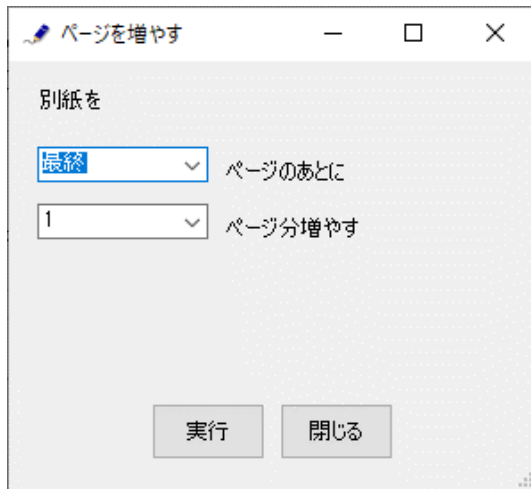 ページを増やす
別紙を
最終 ページのあとに
1 ページ分増やす
実行 閉じる